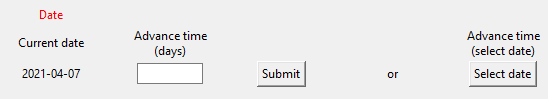 Date
Current date
Advance time
(days)
Advance time
(select date)
2021-04-07
Submit
or
Select date